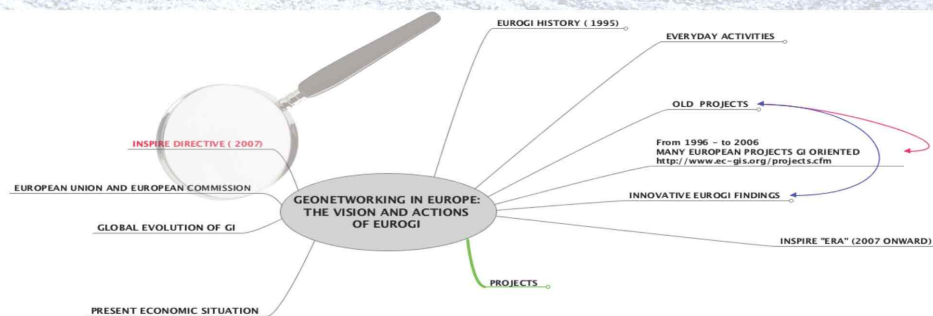 EUROGI HISTORY ( 1995)
EVERYDAY ACTIVITIES
OLD PROJECTS
From 1996 - to 2006
MANY EUROPEAN PROJECTS GI ORIENTED
http://www.ec-gis.org/projects.cfm
INNOVATIVE EUROGI FINDINGS
INSPIRE "ERA" (2007 ONWARD)
PROJECTS
GEONETWORKING IN EUROPE:
THE VISION AND ACTIONS
OF EUROGI
INSPIRE DIRECTIVE ( 2007)
EUROPEAN UNION AND EUROPEAN COMMISSION
GLOBAL EVOLUTION OF GI
PRESENT ECONOMIC SITUATION